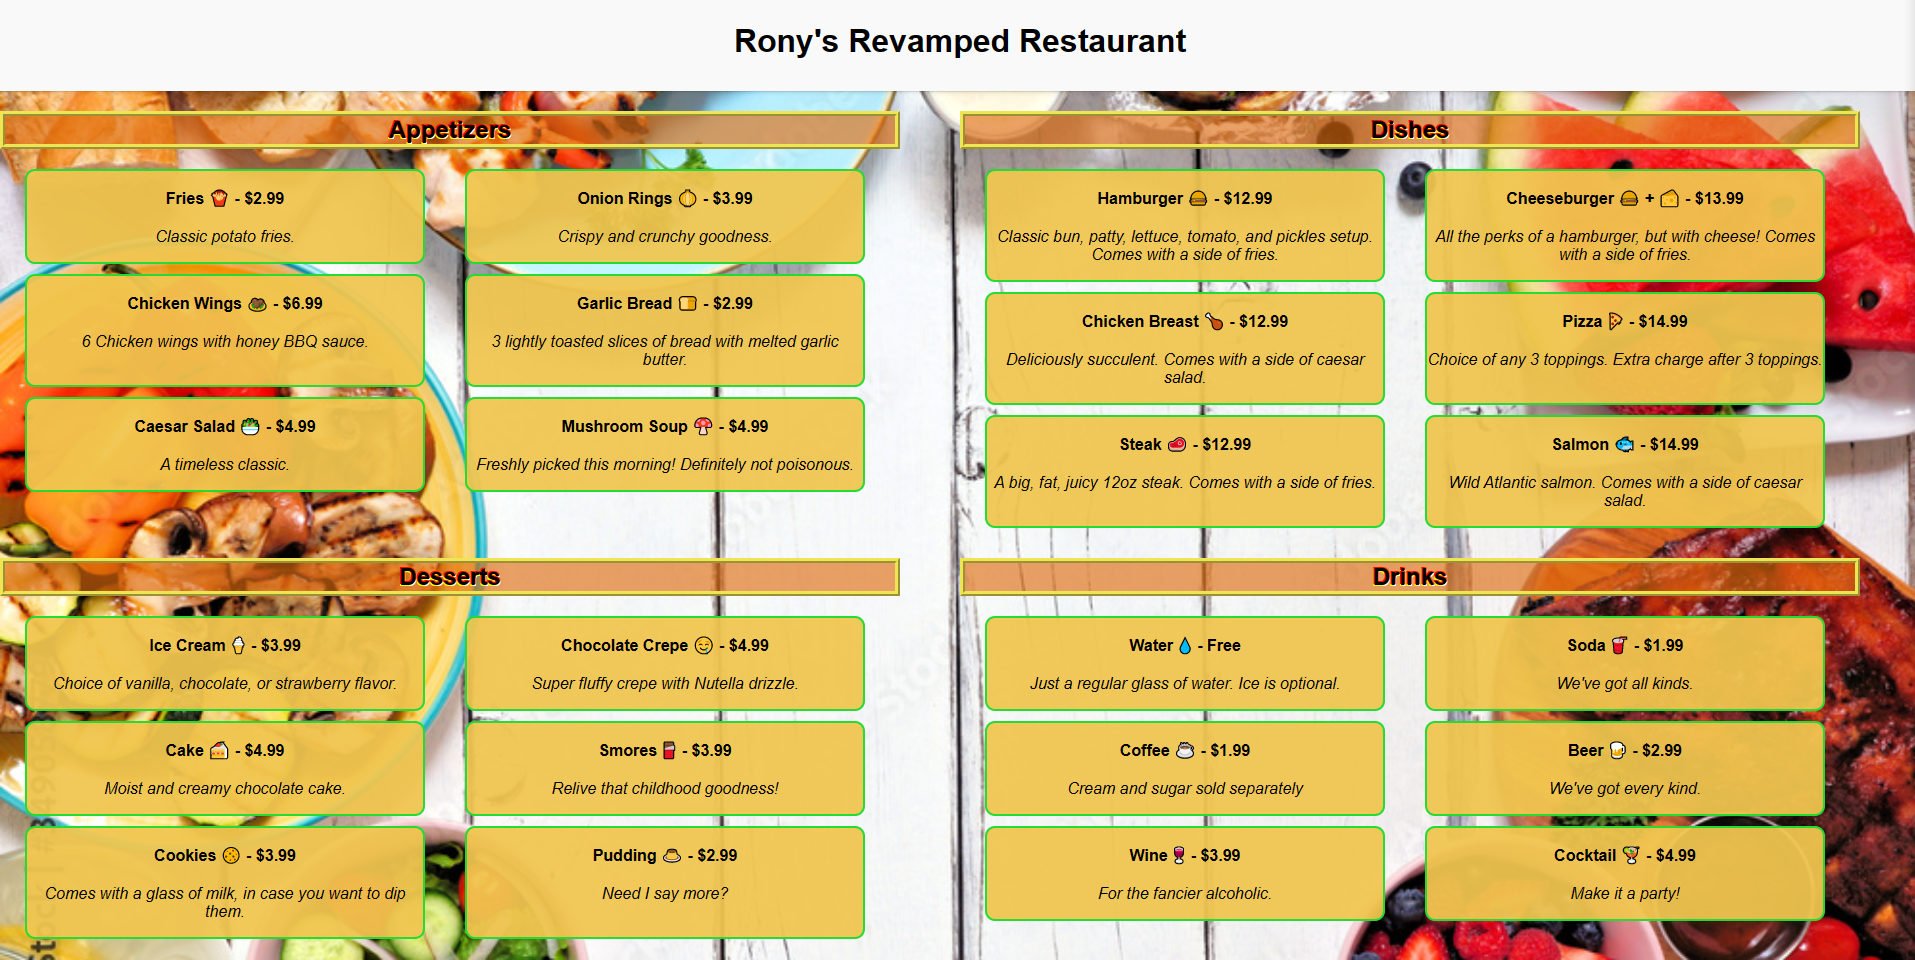 Rony's Revamped Restaurant
Appetizers
Fries 🍟 - $2.99
Classic potato fries.
Onion Rings 🧅 - $3.99
Crispy and crunchy goodness.
Chicken Wings - $6.99
6 Chicken wings with honey BBQ sauce.
Garlic Bread 🍞 - $2.99
3 lightly toasted slices of bread with melted garlic
butter.
Caesar Salad 🥗 - $4.99
A timeless classic.
Mushroom Soup 🍄 - $4.99
Freshly picked this morning! Definitely not poisonous.
Dishes
Hamburger 🍔 - $12.99
Classic bun, patty, lettuce, tomato, and pickles setup.
Comes with a side of fries.
Cheeseburger 🍔 + 🧀 - $13.99
All the perks of a hamburger, but with cheese! Comes
with a side of fries.
Chicken Breast 🍗 - $12.99
Deliciously succulent. Comes with a side of caesar
salad.
Pizza 🍕 - $14.99
Choice of any 3 toppings. Extra charge after 3 toppings.
Steak 🥩 - $12.99
A big, fat, juicy 12oz steak. Comes with a side of fries.
Salmon 🐟 - $14.99
Wild Atlantic salmon. Comes with a side of caesar
salad.
Desserts
Ice Cream 🍦 - $3.99
Choice of vanilla, chocolate, or strawberry flavor.
Chocolate Crepe 🤤 - $4.99
Super fluffy crepe with Nutella drizzle.
Cake 🍰 - $4.99
Moist and creamy chocolate cake.
Smores 🍫 - $3.99
Relive that childhood goodness!
Cookies 🍪 - $3.99
Comes with a glass of milk, in case you want to dip
them.
Pudding 🍮 - $2.99
Need I say more?
Drinks
Water 💧 - Free
Just a regular glass of water. Ice is optional.
Soda 🥤 - $1.99
We've got all kinds.
Coffee ☕ - $1.99
Cream and sugar sold separately
Beer 🍺 - $2.99
We've got every kind.
Wine 🍷 - $3.99
For the fancier alcoholic.
Cocktail 🍹 - $4.99
Make it a party!